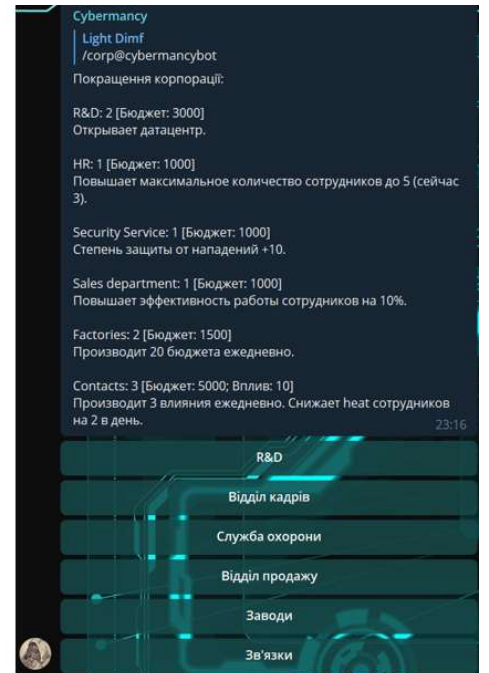 Cybermancy
Light Dimf
/corp@cybermancybot
Покращення корпорації:
R&D: 2 [Бюджет: 3000]
Открывает датацентр.
HR: 1 [Бюджет: 1000]
Повышает максимальное количество сотрудников до 5 (сейчас
3).
Security Service: 1 [Бюджет: 1000]
Степень защиты от нападений +10.
Sales department: 1 [Бюджет: 1000]
Повышает эффективность работы сотрудников на 10%.
Factories: 2 [Бюджет: 1500]
Производит 20 бюджета ежедневно.
Contacts: 3 [Бюджет: 5000; Вплив: 10]
Производит 3 влияния ежедневно. Снижает heat сотрудников
на 2 в день.
23:16
R&D
Відділ кадрів
Служба охорони
Відділ продажу
Заводи
Зв'язки